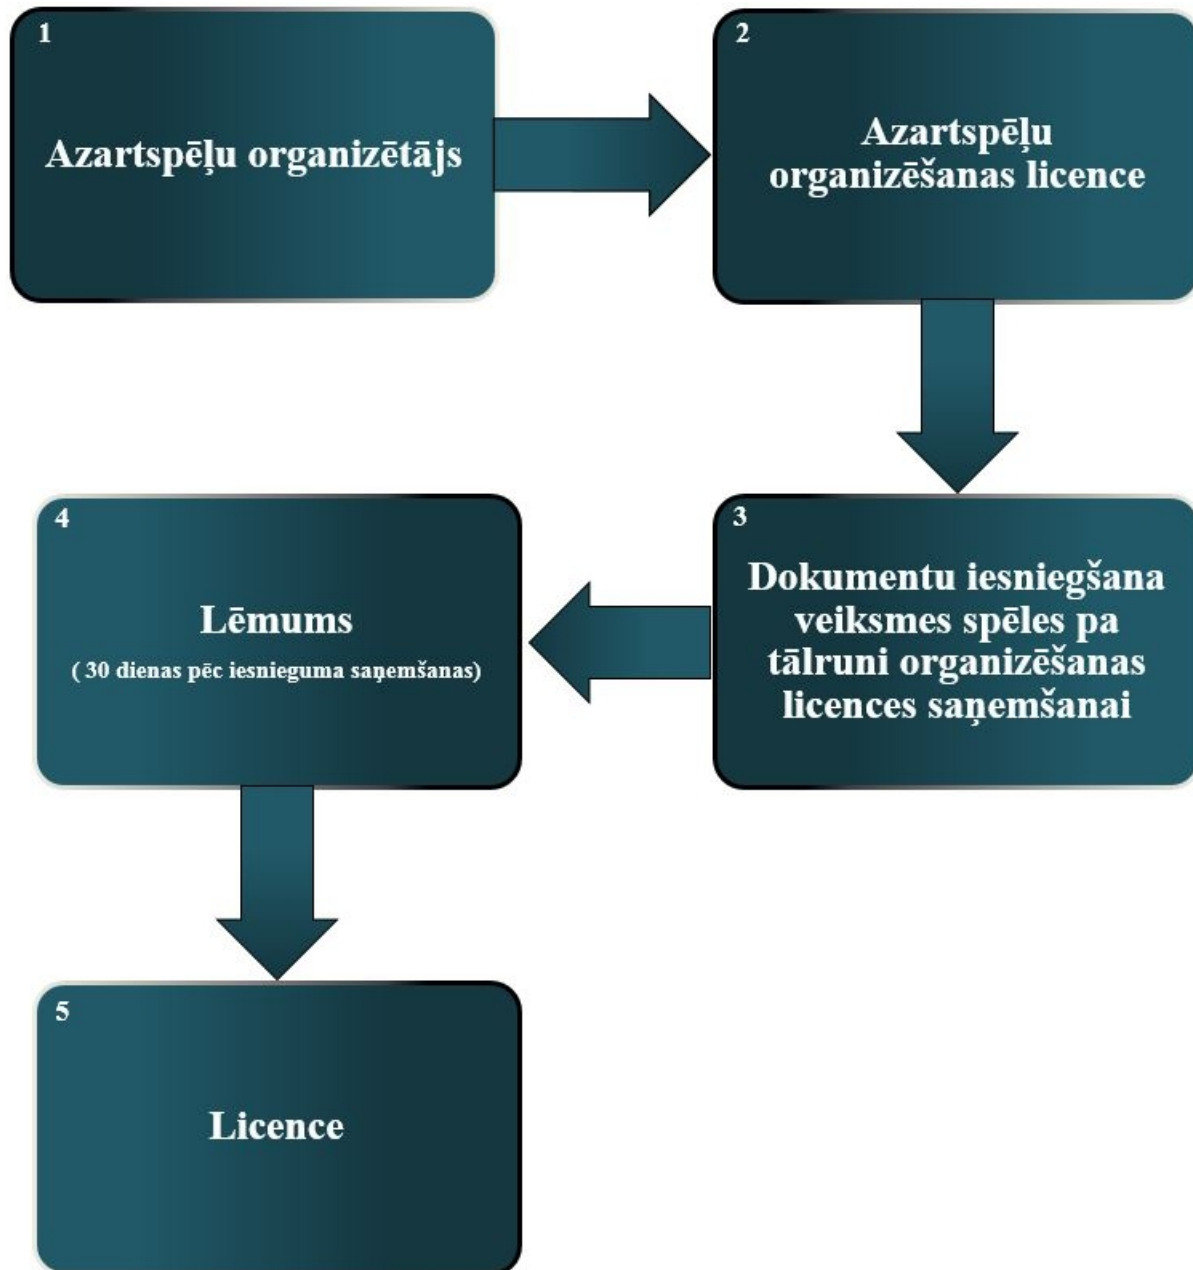 1
Azartspēļu organizētājs
2
Azartspēļu
organizēšanas licence
3
Dokumentu iesniegšana
veiksmes spēles pa
tālruni organizēšanas
licences saņemšanai
4
Lēmums
( 30 dienas pēc iesnieguma saņemšanas)
5
Licence